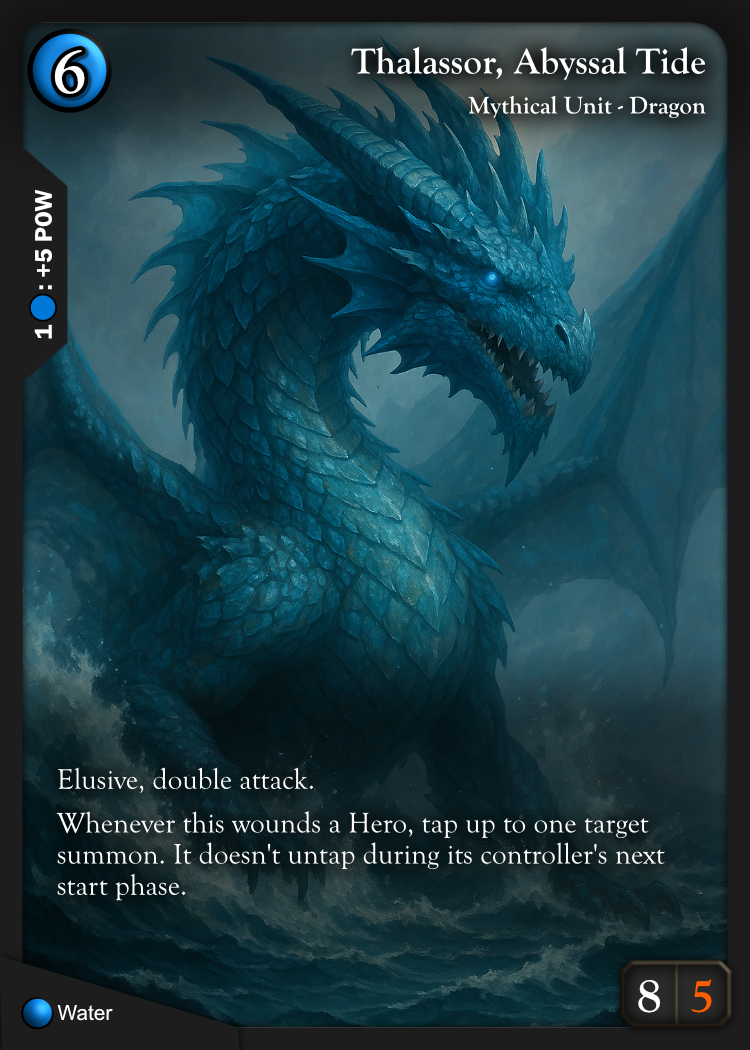 6
Thalassor, Abyssal Tide
Mythical Unit - Dragon
1 : +5 POW
Elusive, double attack.
Whenever this wounds a Hero, tap up to one target
summon. It doesn't untap during its controller's next
start phase.
Water
8 5